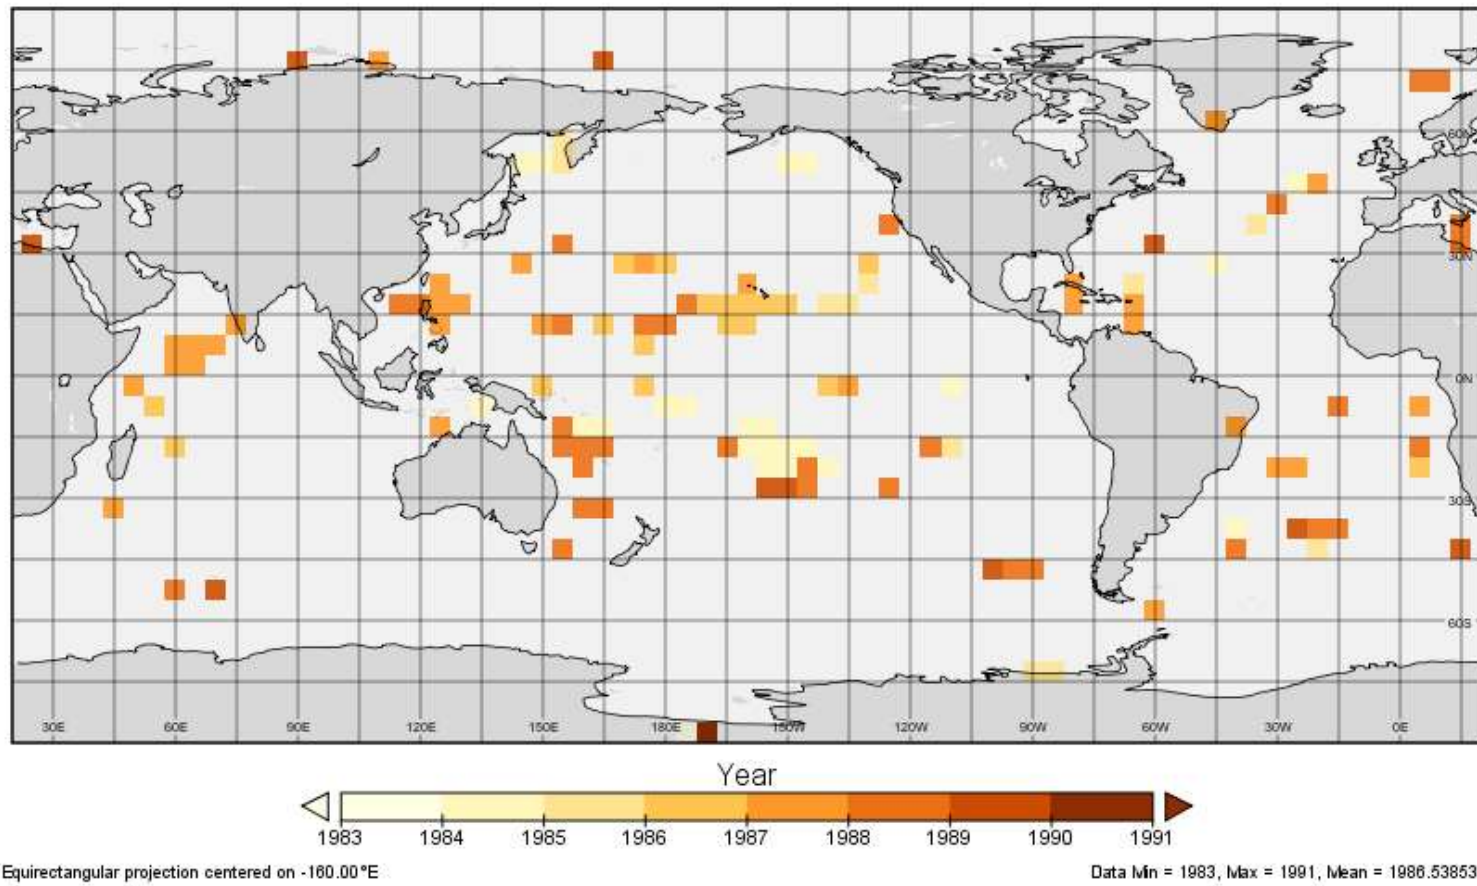 60N
30N
0N
30S
60S
30E 60E 90E 120E 150E 180E 150W 120W 90W 60W 30W 0E
Year
1983 1984 1985 1986 1987 1988 1989 1990 1991
Equirectangular projection centered on -160.00°E
Data Min = 1983, Max = 1991, Mean = 1986.53853